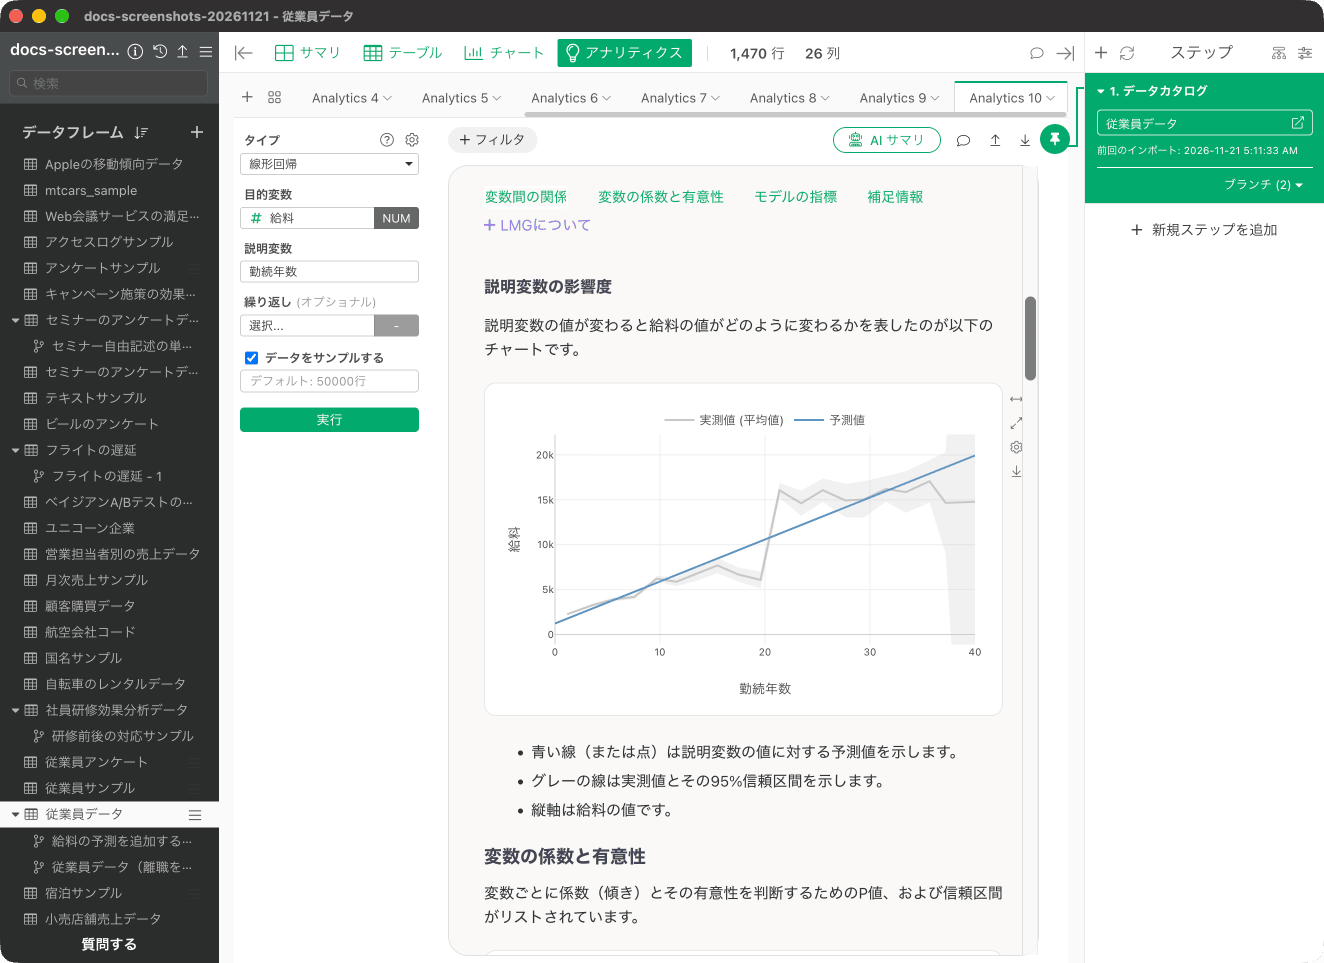 docs-screenshots-20261121 - 従業員データ
docs-screen...
検索
データフレーム
Appleの移動傾向データ
mtcars_sample
Web会議サービスの満足…
アクセスログサンプル
アンケートサンプル
キャンペーン施策の効果…
セミナーのアンケートデ…
セミナー自由記述の単…
セミナーのアンケートデ…
テキストサンプル
ビールのアンケート
フライトの遅延
フライトの遅延 - 1
ベイジアンA/Bテストの…
ユニコーン企業
営業担当者別の売上データ
月次売上サンプル
顧客購買データ
航空会社コード
国名サンプル
自転車のレンタルデータ
社員研修効果分析データ
研修前後の対応サンプル
従業員アンケート
従業員サンプル
従業員データ
給料の予測を追加する…
従業員データ（離職を…
宿泊サンプル
小売店舗売上データ
質問する
サマリ テーブル チャート アナリティクス 1,470 行 26 列
Analytics 4 Analytics 5 Analytics 6 Analytics 7 Analytics 8 Analytics 9 Analytics 10
タイプ
線形回帰
目的変数
# 給料 NUM
説明変数
勤続年数
繰り返し (オプショナル)
選択... -
データをサンプルする
デフォルト: 50000行
実行
+ フィルタ
AI サマリ
変数間の関係 変数の係数と有意性 モデルの指標 補足情報
+ LMGについて
説明変数の影響度
説明変数の値が変わると給料の値がどのように変わるかを表したのが以下の
チャートです。
実測値 (平均値) 予測値
20k
15k
10k
5k
0
給料
0 10 20 30 40
勤続年数
• 青い線（または点）は説明変数の値に対する予測値を示します。
• グレーの線は実測値とその95%信頼区間を示します。
• 縦軸は給料の値です。
変数の係数と有意性
変数ごとに係数（傾き）とその有意性を判断するためのP値、および信頼区間
がリストされています。
ステップ
1. データカタログ
従業員データ
前回のインポート: 2026-11-21 5:11:33 AM
ブランチ (2)
+ 新規ステップを追加